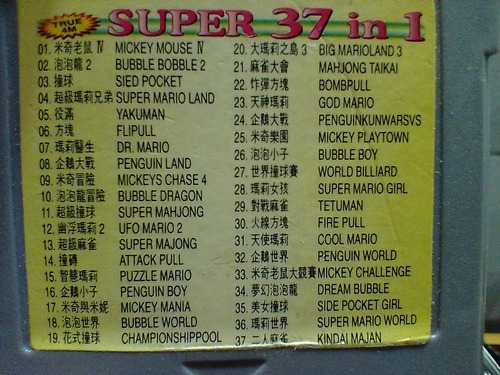 TRUE 4M
SUPER 37 in 1
01. 米奇老鼠 Ⅳ MICKEY MOUSE Ⅳ
02. 泡泡龍 2 BUBBLE BOBBLE 2
03. 撞球 SIED POCKET
04. 超級瑪莉兄弟 SUPER MARIO LAND
05. 役滿 YAKUMAN
06. 方塊 FLIPULL
07. 瑪莉醫生 DR. MARIO
08. 企鵝大戰 PENGUIN LAND
09. 米奇冒險 MICKEYS CHASE 4
10. 泡泡龍冒險 BUBBLE DRAGON
11. 超級撞球 SUPER MAHJONG
12. 幽浮瑪莉 2 UFO MARIO 2
13. 超級麻雀 SUPER MAJONG
14. 撞磚 ATTACK PULL
15. 智慧瑪莉 PUZZLE MARIO
16. 企鵝小子 PENGUIN BOY
17. 米奇與米妮 MICKEY MANIA
18. 泡泡世界 BUBBLE WORLD
19. 花式撞球 CHAMPIONSHIPPOOL
20. 大瑪莉之島 3 BIG MARIOLAND 3
21. 麻雀大會 MAHJONG TAIKAI
22. 炸彈方塊 BOMBPULL
23. 天神瑪莉 GOD MARIO
24. 企鵝大戰 PENGUINKUNWARSVS
25. 米奇樂園 MICKEY PLAYTOWN
26. 泡泡小子 BUBBLE BOY
27. 世界撞球賽 WORLD BILLIARD
28. 瑪莉女孩 SUPER MARIO GIRL
29. 對戰麻雀 TETUMAN
30. 火線方塊 FIRE PULL
31. 天使瑪莉 COOL MARIO
32. 企鵝世界 PENGUIN WORLD
33. 米奇老鼠大競賽 MICKEY CHALLENGE
34. 夢幻泡泡龍 DREAM BUBBLE
35. 美女撞球 SIDE POCKET GIRL
36. 瑪莉世界 SUPER MARIO WORLD
37. 二人麻雀 KINDAI MAJAN